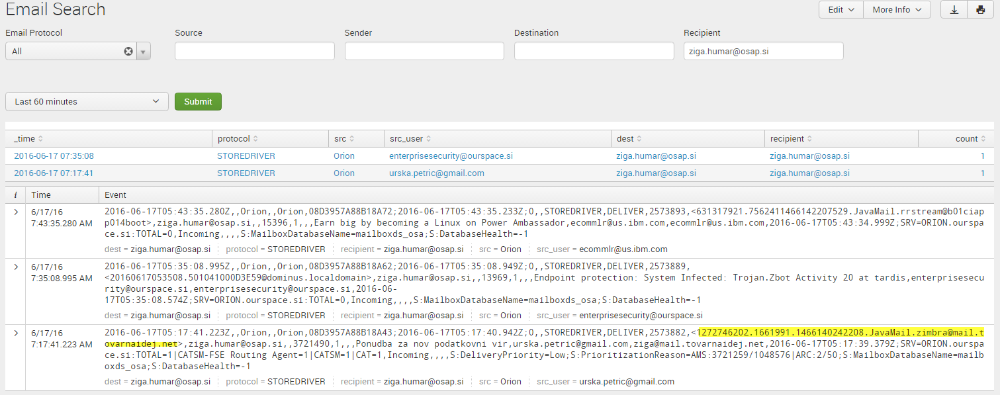 Email Search
Edit More Info
Email Protocol Source Sender Destination Recipient
All ziga.humar@osap.si
Last 60 minutes Submit
_time protocol src src_user dest recipient count
2016-06-17 07:35:08 STOREDRIVER Orion enterprisesecurity@ourspace.si ziga.humar@osap.si ziga.humar@osap.si 1
2016-06-17 07:17:41 STOREDRIVER Orion urska.petric@gmail.com ziga.humar@osap.si ziga.humar@osap.si 1
i Time Event
6/17/16 2016-06-17T05:43:35.280Z,,Orion,,Orion,08D3957A88B18A72;2016-06-17T05:43:35.233Z;0,,STOREDRIVER,DELIVER,2573893,<631317921.7562411466142207529.JavaMail.rrstream@b01ciap
7:43:35.280 AM p014boot>,ziga.humar@osap.si,,15396,1,,,Earn big by becoming a Linux on Power Ambassador,ecommlr@us.ibm.com,ecommlr@us.ibm.com,2016-06-17T05:43:34.999Z;SRV=ORION.ourspa
ce.si:TOTAL=0,Incoming,,,,S:MailboxDatabaseName=mailboxds_osa;S:DatabaseHealth=-1
dest = ziga.humar@osap.si protocol = STOREDRIVER recipient = ziga.humar@osap.si src = Orion src_user = ecommlr@us.ibm.com
6/17/16 2016-06-17T05:35:08.995Z,,Orion,,Orion,08D3957A88B18A62;2016-06-17T05:35:08.949Z;0,,STOREDRIVER,DELIVER,2573889,
7:35:08.995 AM <20160617053508.501041000D3E59@dominus.localdomain>,ziga.humar@osap.si,,13969,1,,,Endpoint protection: System Infected: Trojan.Zbot Activity 20 at tardis,enterprisesecu
rity@ourspace.si,enterprisesecurity@ourspace.si,2016-06-
17T05:35:08.574Z;SRV=ORION.ourspace.si:TOTAL=0,Incoming,,,,S:MailboxDatabaseName=mailboxds_osa;S:DatabaseHealth=-1
dest = ziga.humar@osap.si protocol = STOREDRIVER recipient = ziga.humar@osap.si src = Orion src_user = enterprisesecurity@ourspace.si
6/17/16 2016-06-17T05:17:41.223Z,,Orion,,Orion,08D3957A88B18A43;2016-06-17T05:17:40.942Z;0,,STOREDRIVER,DELIVER,2573882,<1272746202.1661991.1466140242208.JavaMail.zimbra@mail.t
7:17:41.223 AM ovarnaidej.net>,ziga.humar@osap.si,,3721490,1,,,Ponudba za nov podatkovni vir,urska.petric@gmail.com,ziga@mail.tovarnaidej.net,2016-06-17T05:17:39.379Z;SRV=ORION.ourspa
ce.si:TOTAL=1|CATSM-FSE Routing Agent=1|CATSM=1|CAT=1,Incoming,,,,S:DeliveryPriority=Low;S:PrioritizationReason=AMS:3721259/1048576|ARC:2/50;S:MailboxDatabaseName=mailb
oxds_osa;S:DatabaseHealth=-1
dest = ziga.humar@osap.si protocol = STOREDRIVER recipient = ziga.humar@osap.si src = Orion src_user = urska.petric@gmail.com